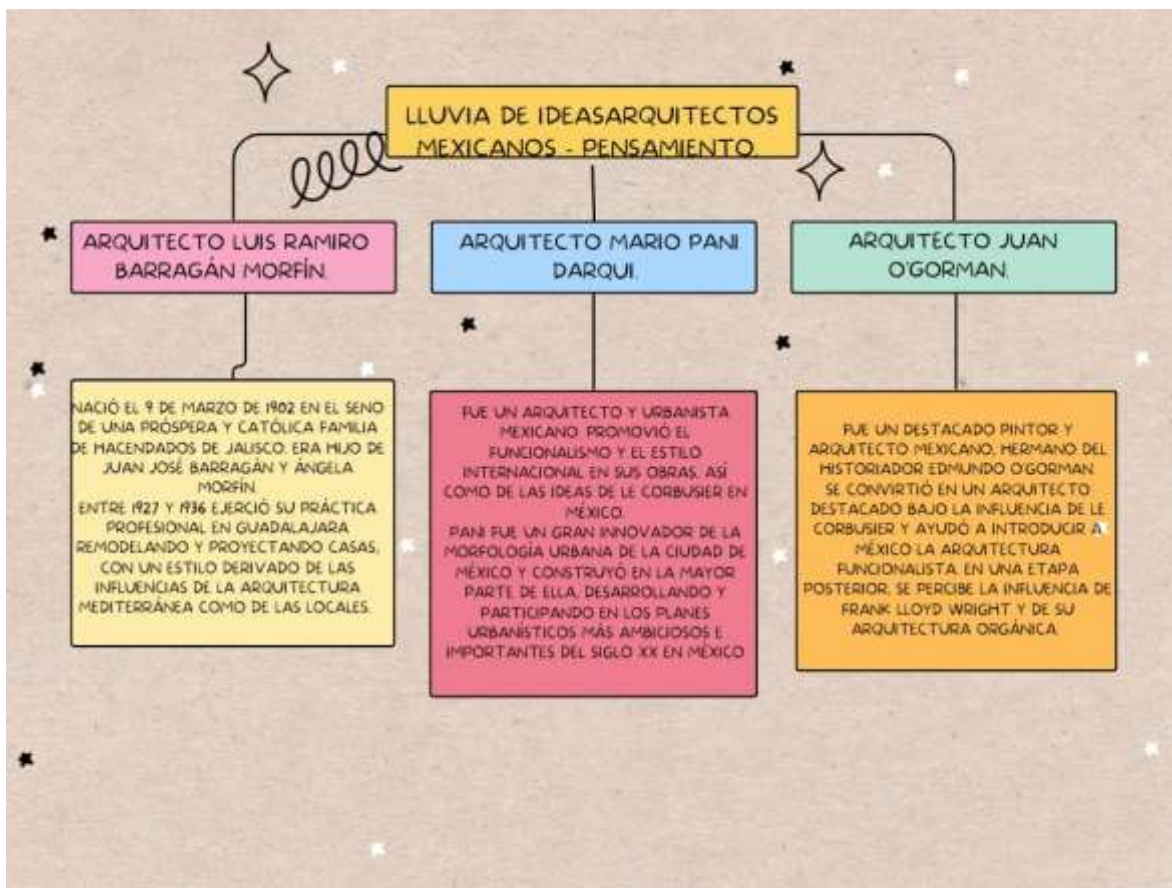 LLUVIA DE IDEASARQUITECTOS
MEXICANOS - PENSAMIENTO.
ARQUITECTO LUIS RAMIRO
BARRAGÁN MORFÍN.
ARQUITECTO MARIO PANI
DARQUI.
ARQUITECTO JUAN
O'GORMAN.
NACIÓ EL 9 DE MARZO DE 1902 EN EL SENO
DE UNA PRÓSPERA Y CATÓLICA FAMILIA
DE HACENDADOS DE JALISCO. ERA HIJO DE
JUAN JOSÉ BARRAGÁN Y ÁNGELA
MORFÍN.
ENTRE 1927 Y 1936 EJERCIÓ SU PRÁCTICA
PROFESIONAL EN GUADALAJARA
REMODELANDO Y PROYECTANDO CASAS,
CON UN ESTILO DERIVADO DE LAS
INFLUENCIAS DE LA ARQUITECTURA
MEDITERRÁNEA COMO DE LAS LOCALES.
FUE UN ARQUITECTO Y URBANISTA
MEXICANO. PROMOVIÓ EL
FUNCIONALISMO Y EL ESTILO
INTERNACIONAL EN SUS OBRAS, ASÍ
COMO DE LAS IDEAS DE LE CORBUSIER EN
MÉXICO.
PANI FUE UN GRAN INNOVADOR DE LA
MORFOLOGÍA URBANA DE LA CIUDAD DE
MÉXICO Y CONSTRUYÓ EN LA MAYOR
PARTE DE ELLA, DESARROLLANDO Y
PARTICIPANDO EN LOS PLANES
URBANÍSTICOS MÁS AMBICIOSOS E
IMPORTANTES DEL SIGLO XX EN MÉXICO
FUE UN DESTACADO PINTOR Y
ARQUITECTO MEXICANO, HERMANO DEL
HISTORIADOR EDMUNDO O'GORMAN.
SE CONVIRTIÓ EN UN ARQUITECTO
DESTACADO BAJO LA INFLUENCIA DE LE
CORBUSIER Y AYUDÓ A INTRODUCIR A
MÉXICO LA ARQUITECTURA
FUNCIONALISTA. EN UNA ETAPA
POSTERIOR, SE PERCIBE LA INFLUENCIA DE
FRANK LLOYD WRIGHT Y DE SU
ARQUITECTURA ORGÁNICA.